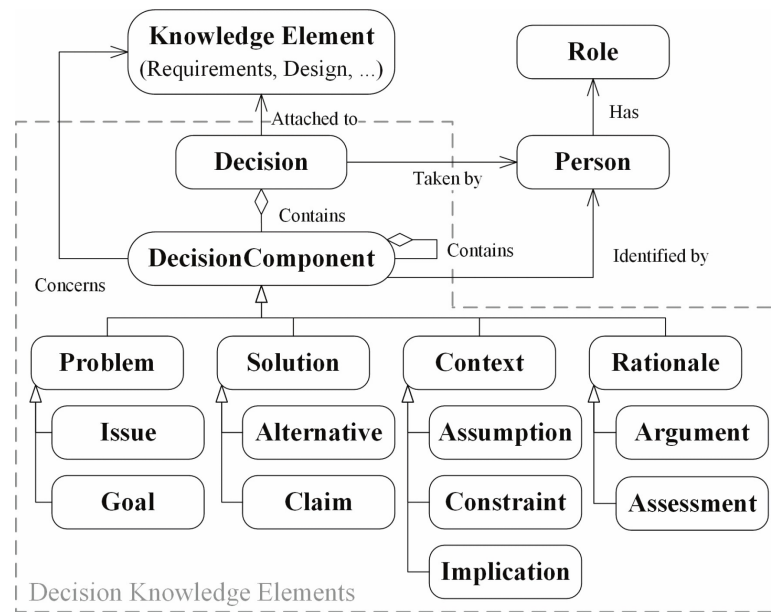 Knowledge Element
(Requirements, Design, ...)
Role
Attached to
Has
Decision
Taken by
Person
Contains
DecisionComponent
Contains
Identified by
Concerns
Problem
Solution
Context
Rationale
Issue
Alternative
Assumption
Argument
Goal
Claim
Constraint
Assessment
Implication
Decision Knowledge Elements